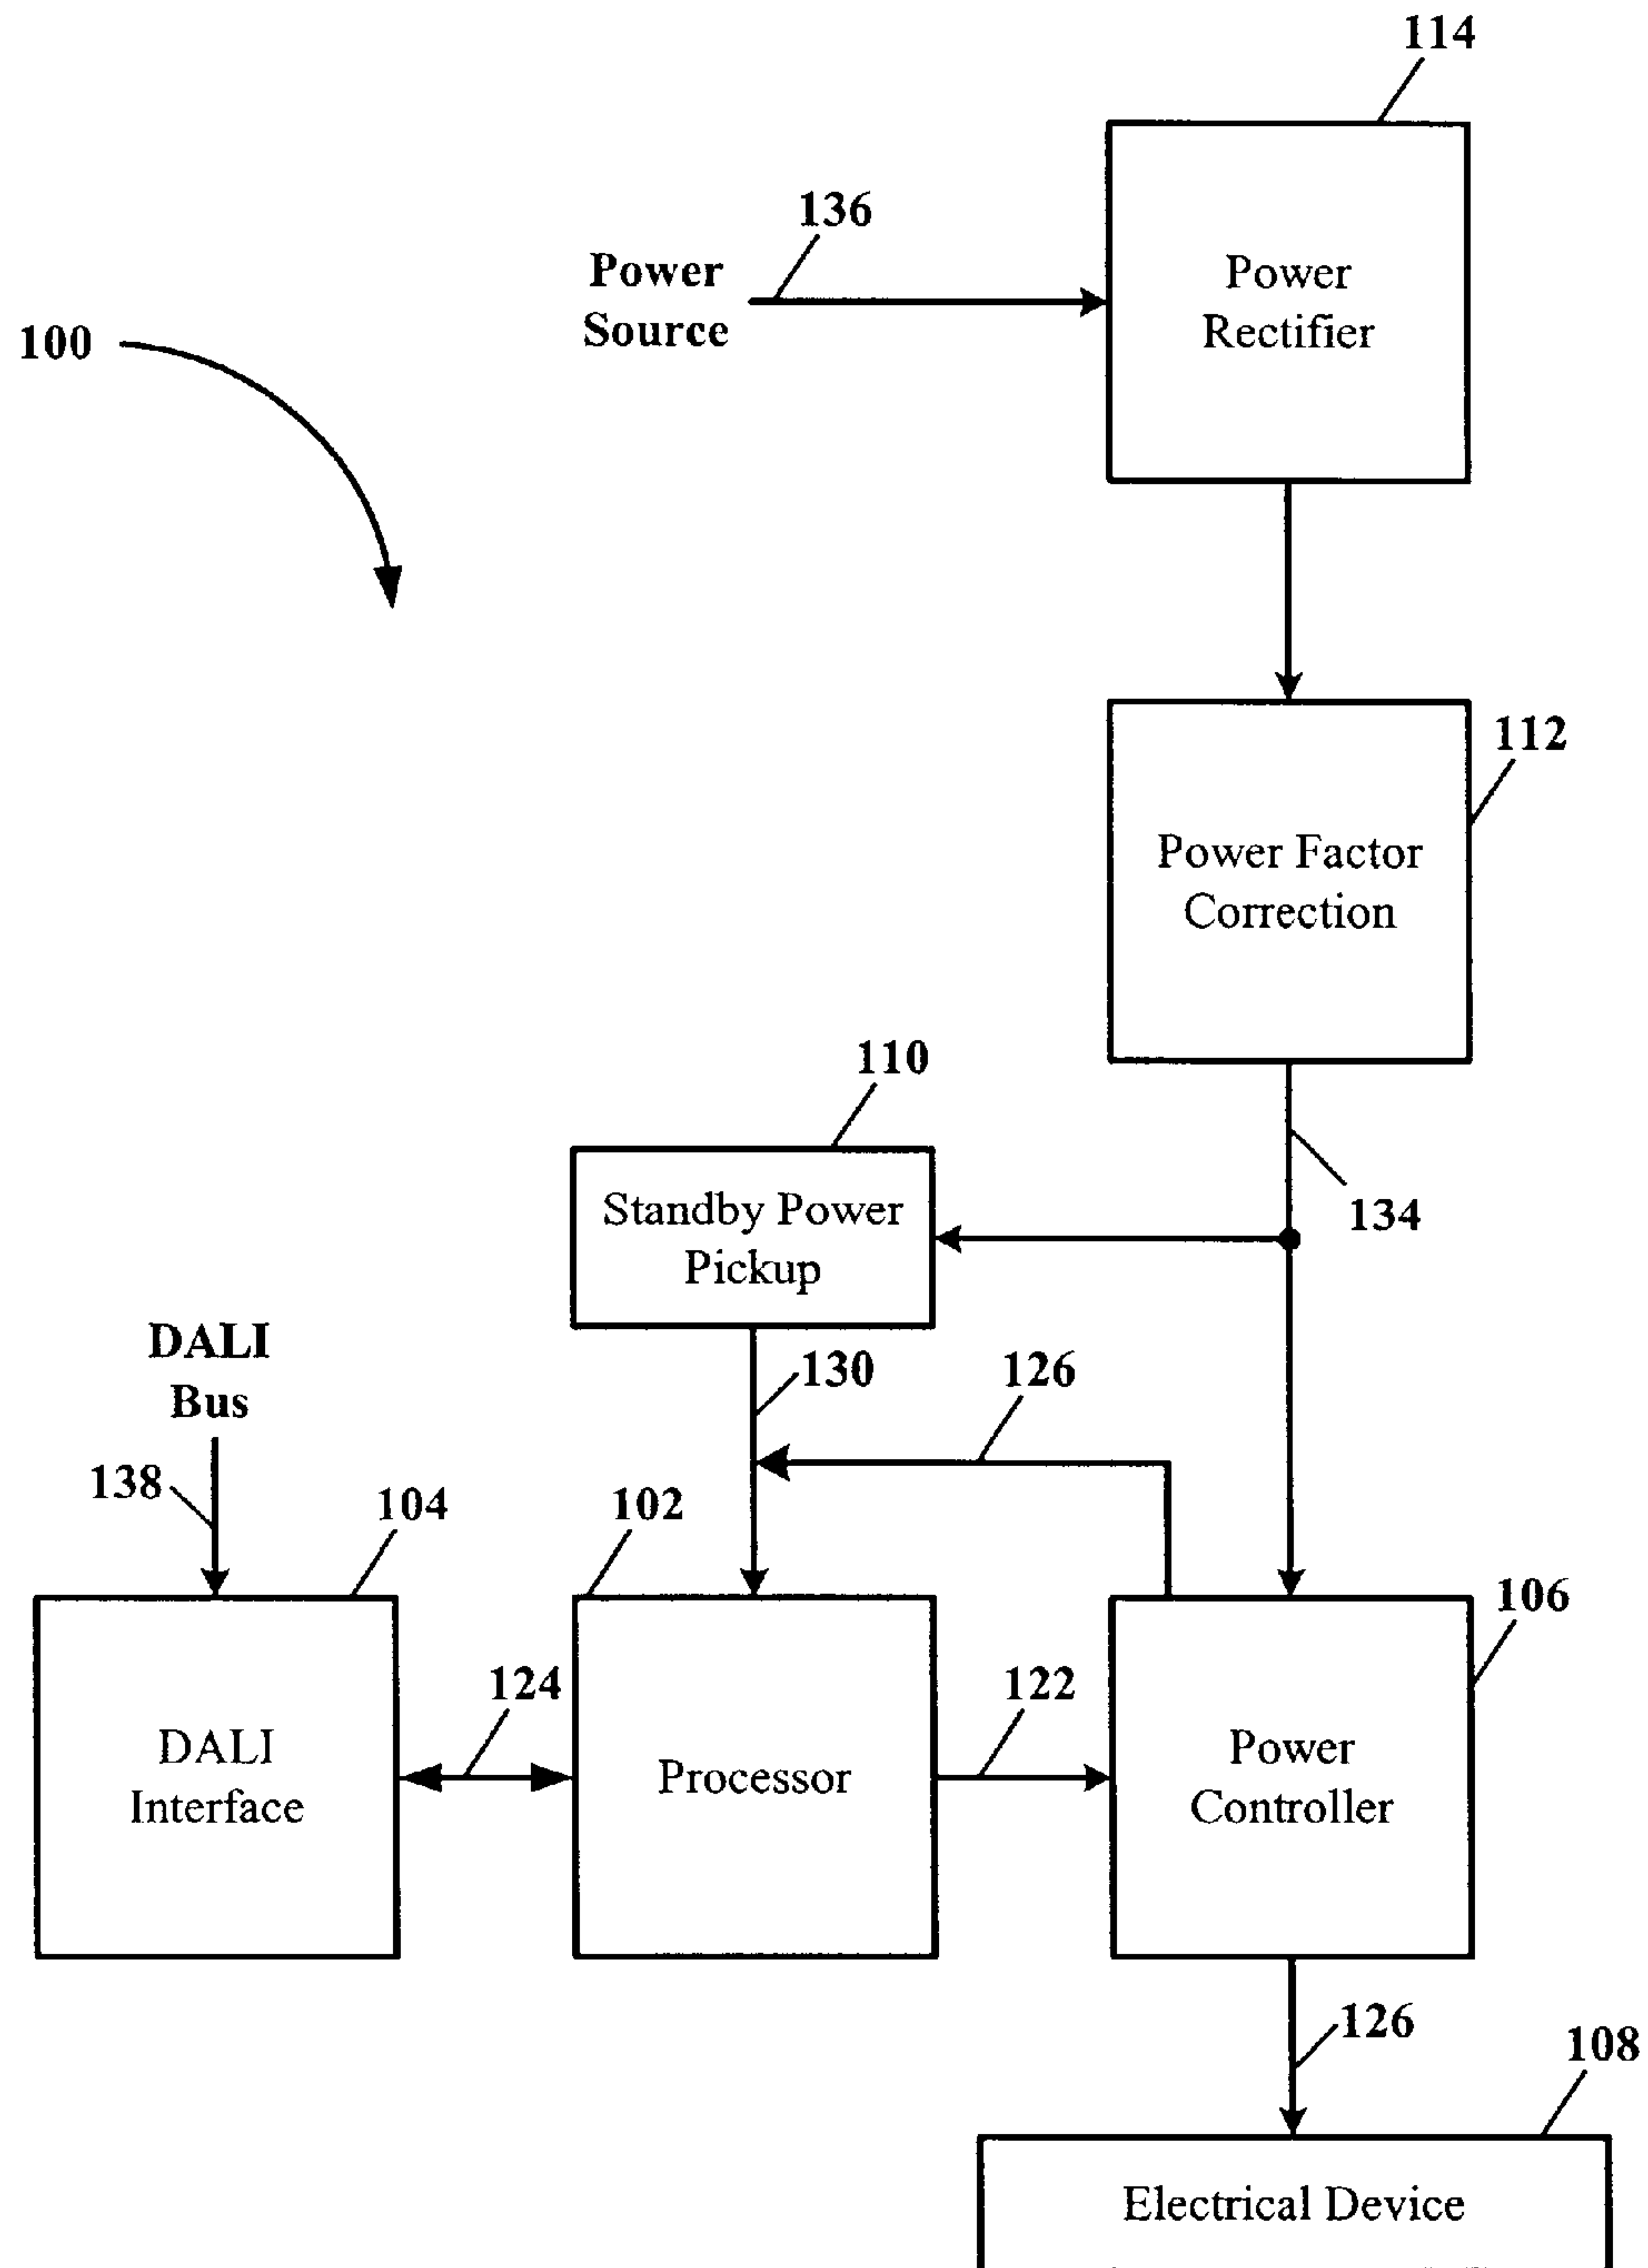 114
136
Power
Source
Power
Rectifier
100
112
Power Factor
Correction
110
Standby Power
Pickup
134
DALI
Bus
130
126
138
104
102
106
124
122
DALI
Interface
Processor
Power
Controller
126
108
Electrical Device